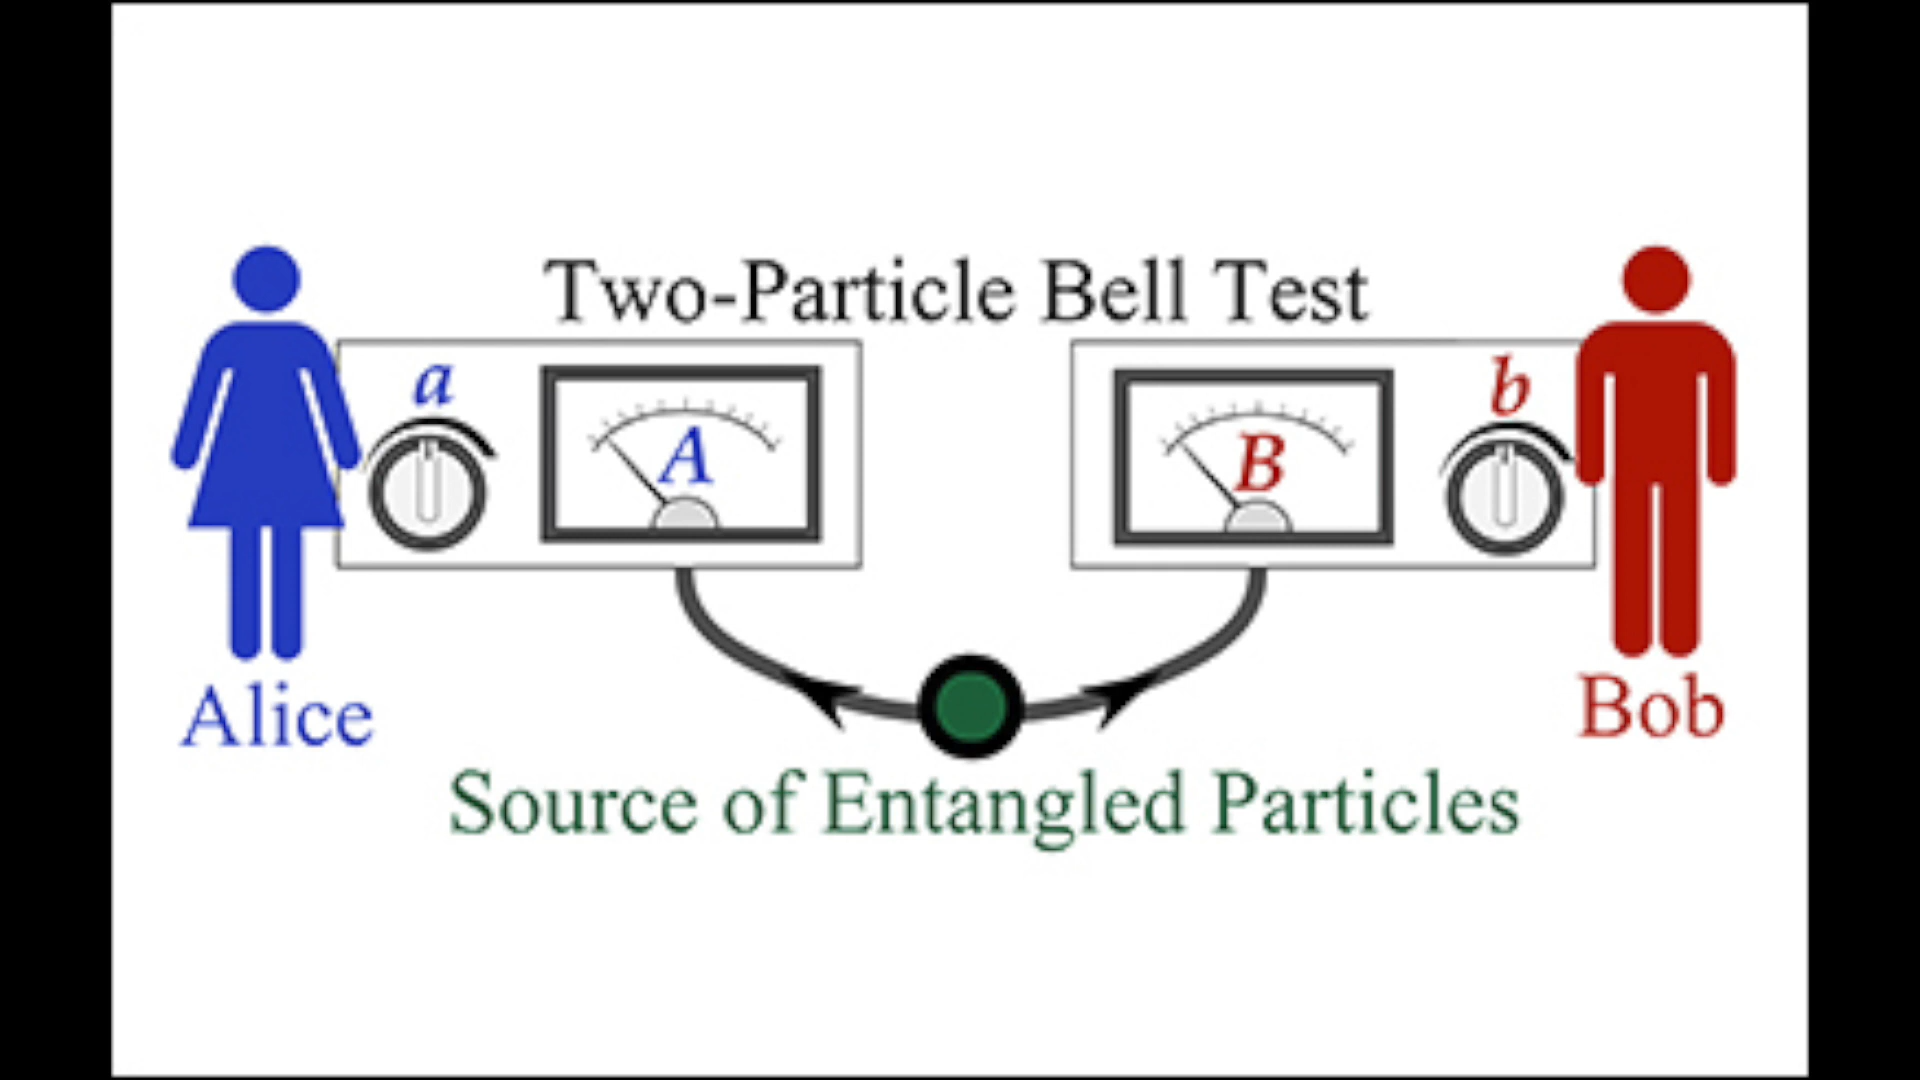 Two-Particle Bell Test
a
A
B
b
Alice
Bob
Source of Entangled Particles